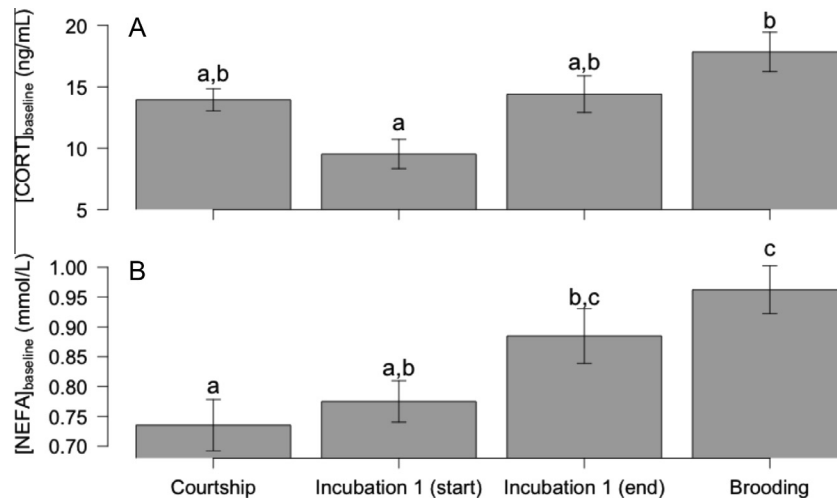 A
[CORT]baseline (ng/mL)
20
15
10
5
a,b
a
a,b
b
B
[NEFA]baseline (mmol/L)
1.00
0.95
0.90
0.85
0.80
0.75
0.70
a
a,b
b,c
c
Courtship
Incubation 1 (start)
Incubation 1 (end)
Brooding